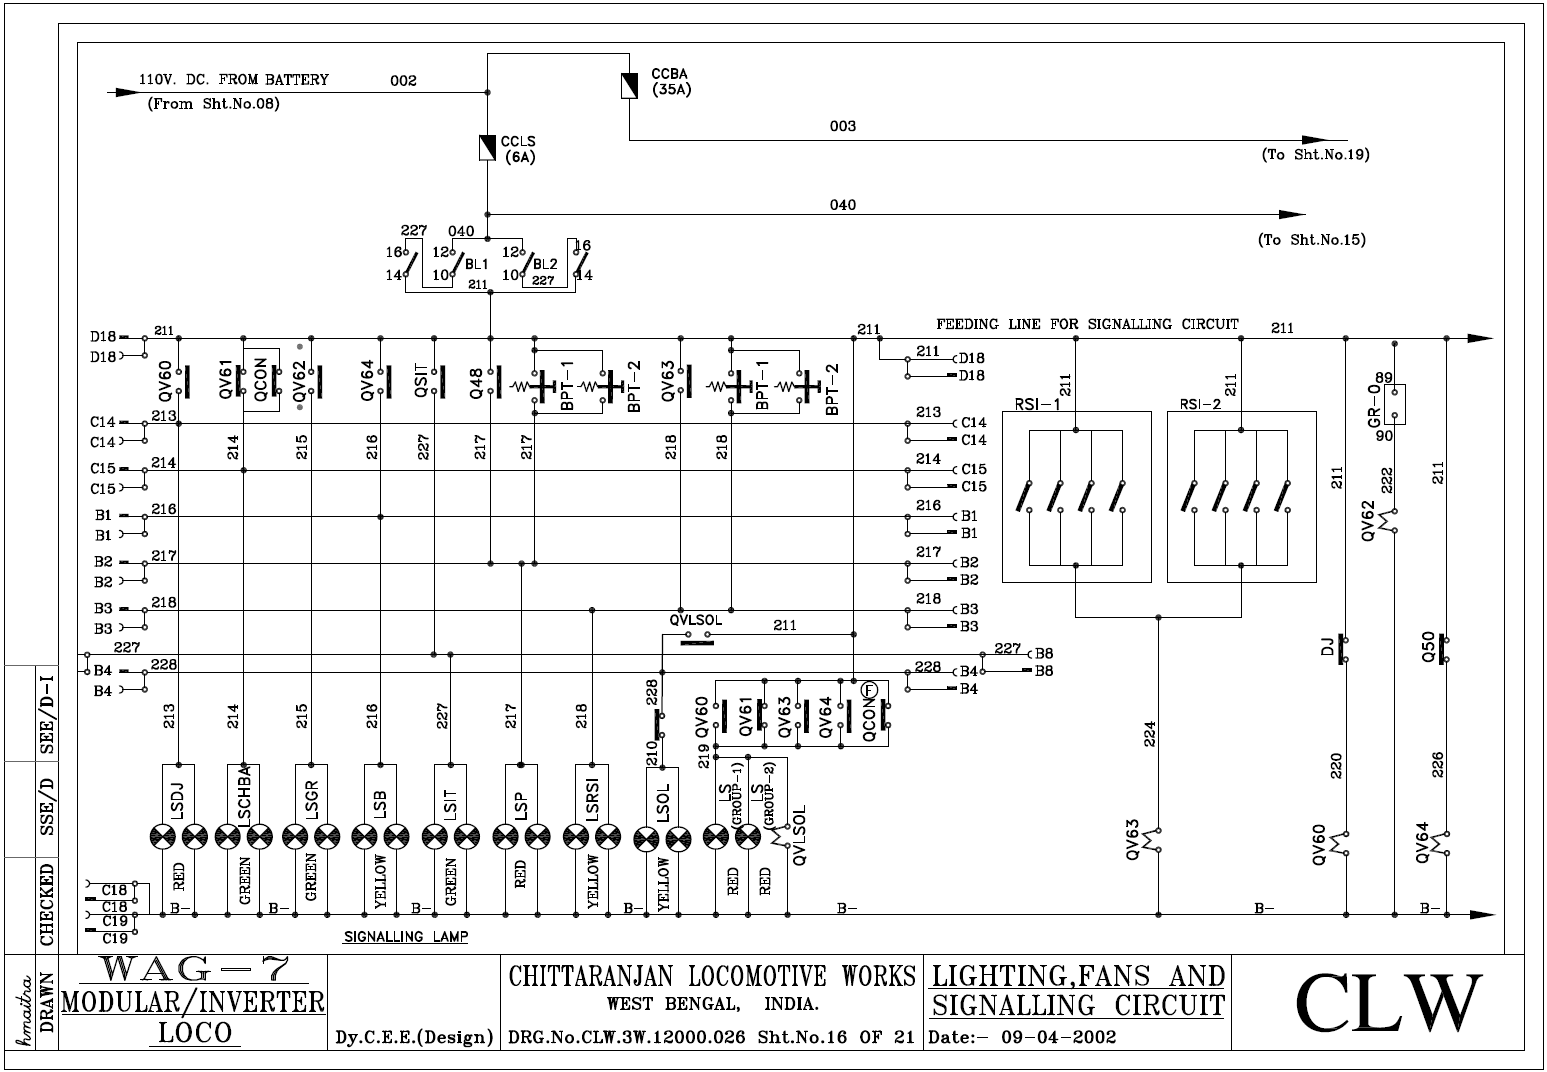 110V. DC. FROM BATTERY
002
(From Sht.No.08)
CCBA
(35A)
003
(To Sht.No.19)
CCLS
(6A)
040
(To Sht.No.15)
227 040
16 12 12 16
BL1 BL2
14 10 10 227 14
211
D18 211
D18
211 FEEDING LINE FOR SIGNALLING CIRCUIT 211
211 D18
D18
QV60
QV61
QCON
QV62
QV64
QSIT
Q48
BPT-1
BPT-2
QV63
BPT-1
BPT-2
211
211
RSI-1
RSI-2
89
GR-0
90
C14 213
C14
213 C14
C14
214
215
216
227
217
217
218
218
C15 214
C15
214 C15
C15
211
222
211
B1 216
B1
216 B1
B1
QV62
B2 217
B2
217 B2
B2
B3 218
B3
218 B3
B3
QVLSOL
211
227
227 B8
B8
B4 228
B4
228 B4
B4
DJ
Q50
213
214
215
216
227
217
218
228
210
QV60
QV61
QV63
QV64
QCON
F
219
224
220
226
LSDJ
LSCHBA
LSGR
LSB
LSIT
LSP
LSRSI
LSOL
LS
(GROUP-1)
LS
(GROUP-2)
QVLSOL
QV63
QV60
QV64
RED
GREEN
GREEN
YELLOW
GREEN
RED
YELLOW
YELLOW
RED
RED
C18
C18
C19
C19
B- B- B- B- B- B- B-
SIGNALLING LAMP
SEE/D-I
SSE/D
CHECKED
DRAWN
hmaitra
WAG-7
MODULAR/INVERTER
LOCO
Dy.C.E.E.(Design)
CHITTARANJAN LOCOMOTIVE WORKS
WEST BENGAL, INDIA.
DRG.No.CLW.3W.12000.026 Sht.No.16 OF 21
LIGHTING,FANS AND
SIGNALLING CIRCUIT
Date:- 09-04-2002
CLW